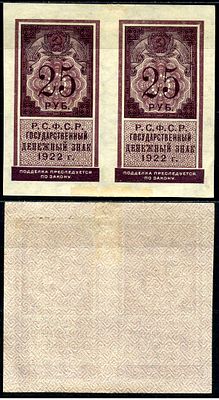 25
РУБ.
Р.С.Ф.С.Р.
ГОСУДАРСТВЕННЫЙ
ДЕНЕЖНЫЙ ЗНАК
1922 г.
ПОДДЕЛКА ПРЕСЛЕДУЕТСЯ
ПО ЗАКОНУ.
25
РУБ.
Р.С.Ф.С.Р.
ГОСУДАРСТВЕННЫЙ
ДЕНЕЖНЫЙ ЗНАК
1922 г.
ПОДДЕЛКА ПРЕСЛЕДУЕТСЯ
ПО ЗАКОНУ.